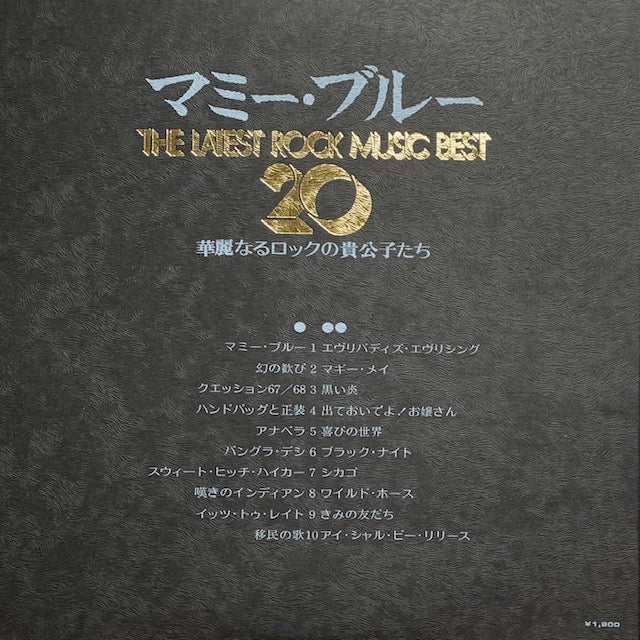 マミー・ブルー
THE LATEST ROCK MUSIC BEST
20
華麗なるロックの貴公子たち
● ●●
マミー・ブルー 1 エヴリバディズ・エヴリシング
幻の歓び 2 マギー・メイ
クエッション67／68 3 黒い炎
ハンドバッグと正装 4 出ておいでよ！お嬢さん
アナベラ 5 喜びの世界
バングラ・デシ 6 ブラック・ナイト
スウィート・ヒッチ・ハイカー 7 シカゴ
嘆きのインディアン 8 ワイルド・ホース
イッツ・トゥ・レイト 9 きみの友だち
移民の歌 10 アイ・シャル・ビー・リリース
￥1,800